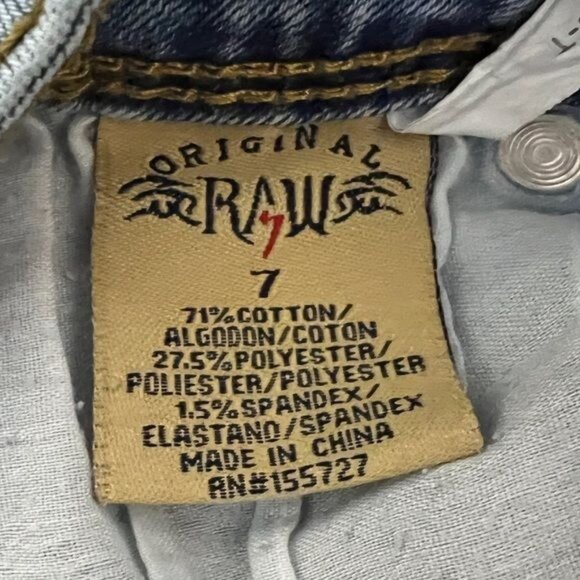 ORIGINAL
RAW
7
7
71% COTTON/
ALGODON/COTON
27.5% POLYESTER/
POLIESTER/POLYESTER
1.5% SPANDEX/
ELASTANO/SPANDEX
MADE IN CHINA
RN#155727